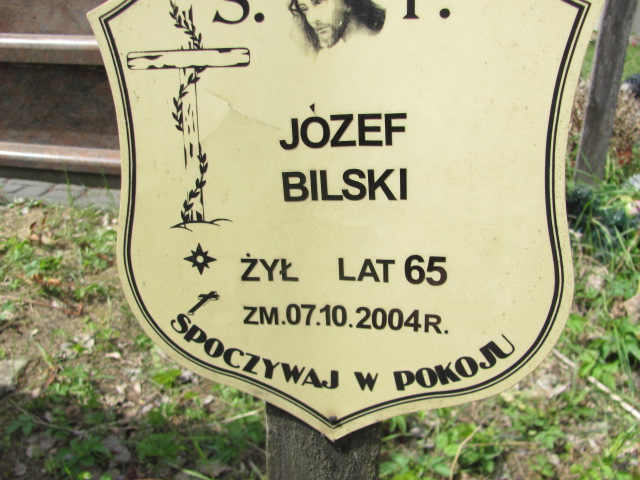 Ś. P.
JÓZEF
BILSKI
ŻYŁ LAT 65
ZM.07.10.2004R.
SPOCZYWAJ W POKOJU